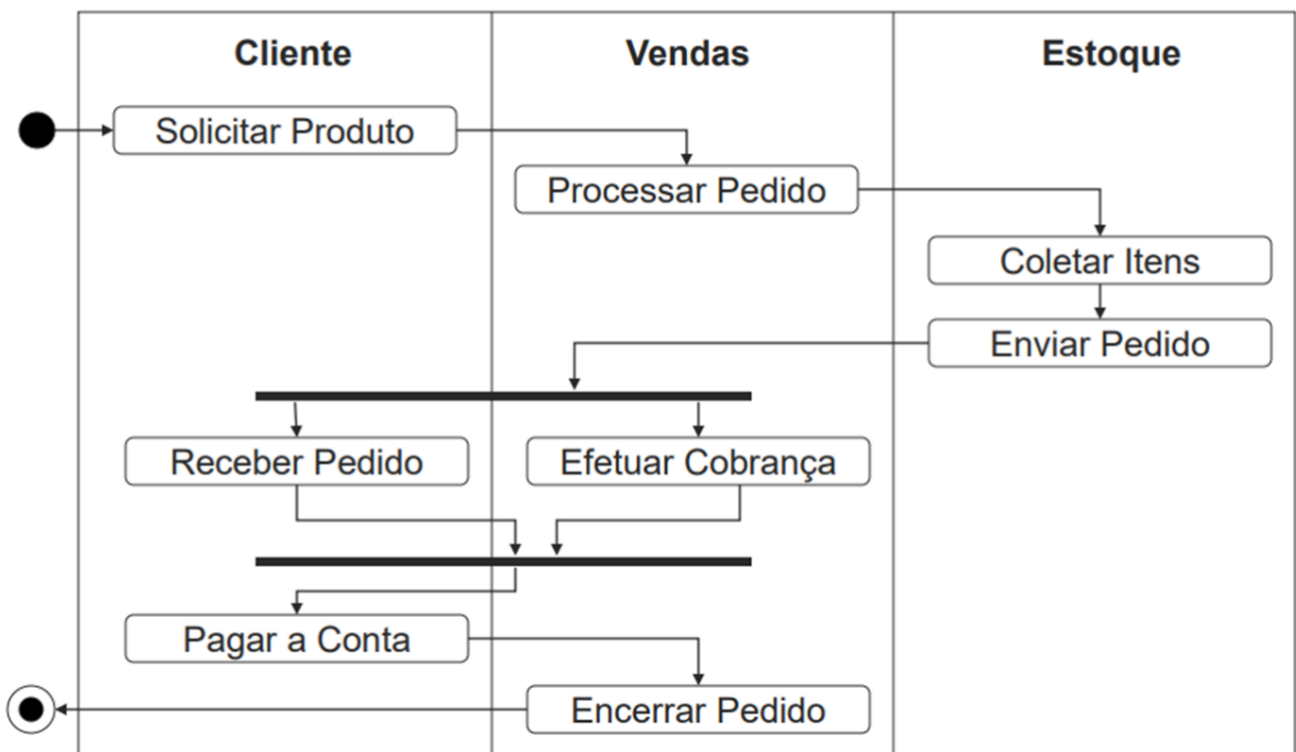 Cliente
Vendas
Estoque
Solicitar Produto
Processar Pedido
Coletar Itens
Enviar Pedido
Receber Pedido
Efetuar Cobrança
Pagar a Conta
Encerrar Pedido